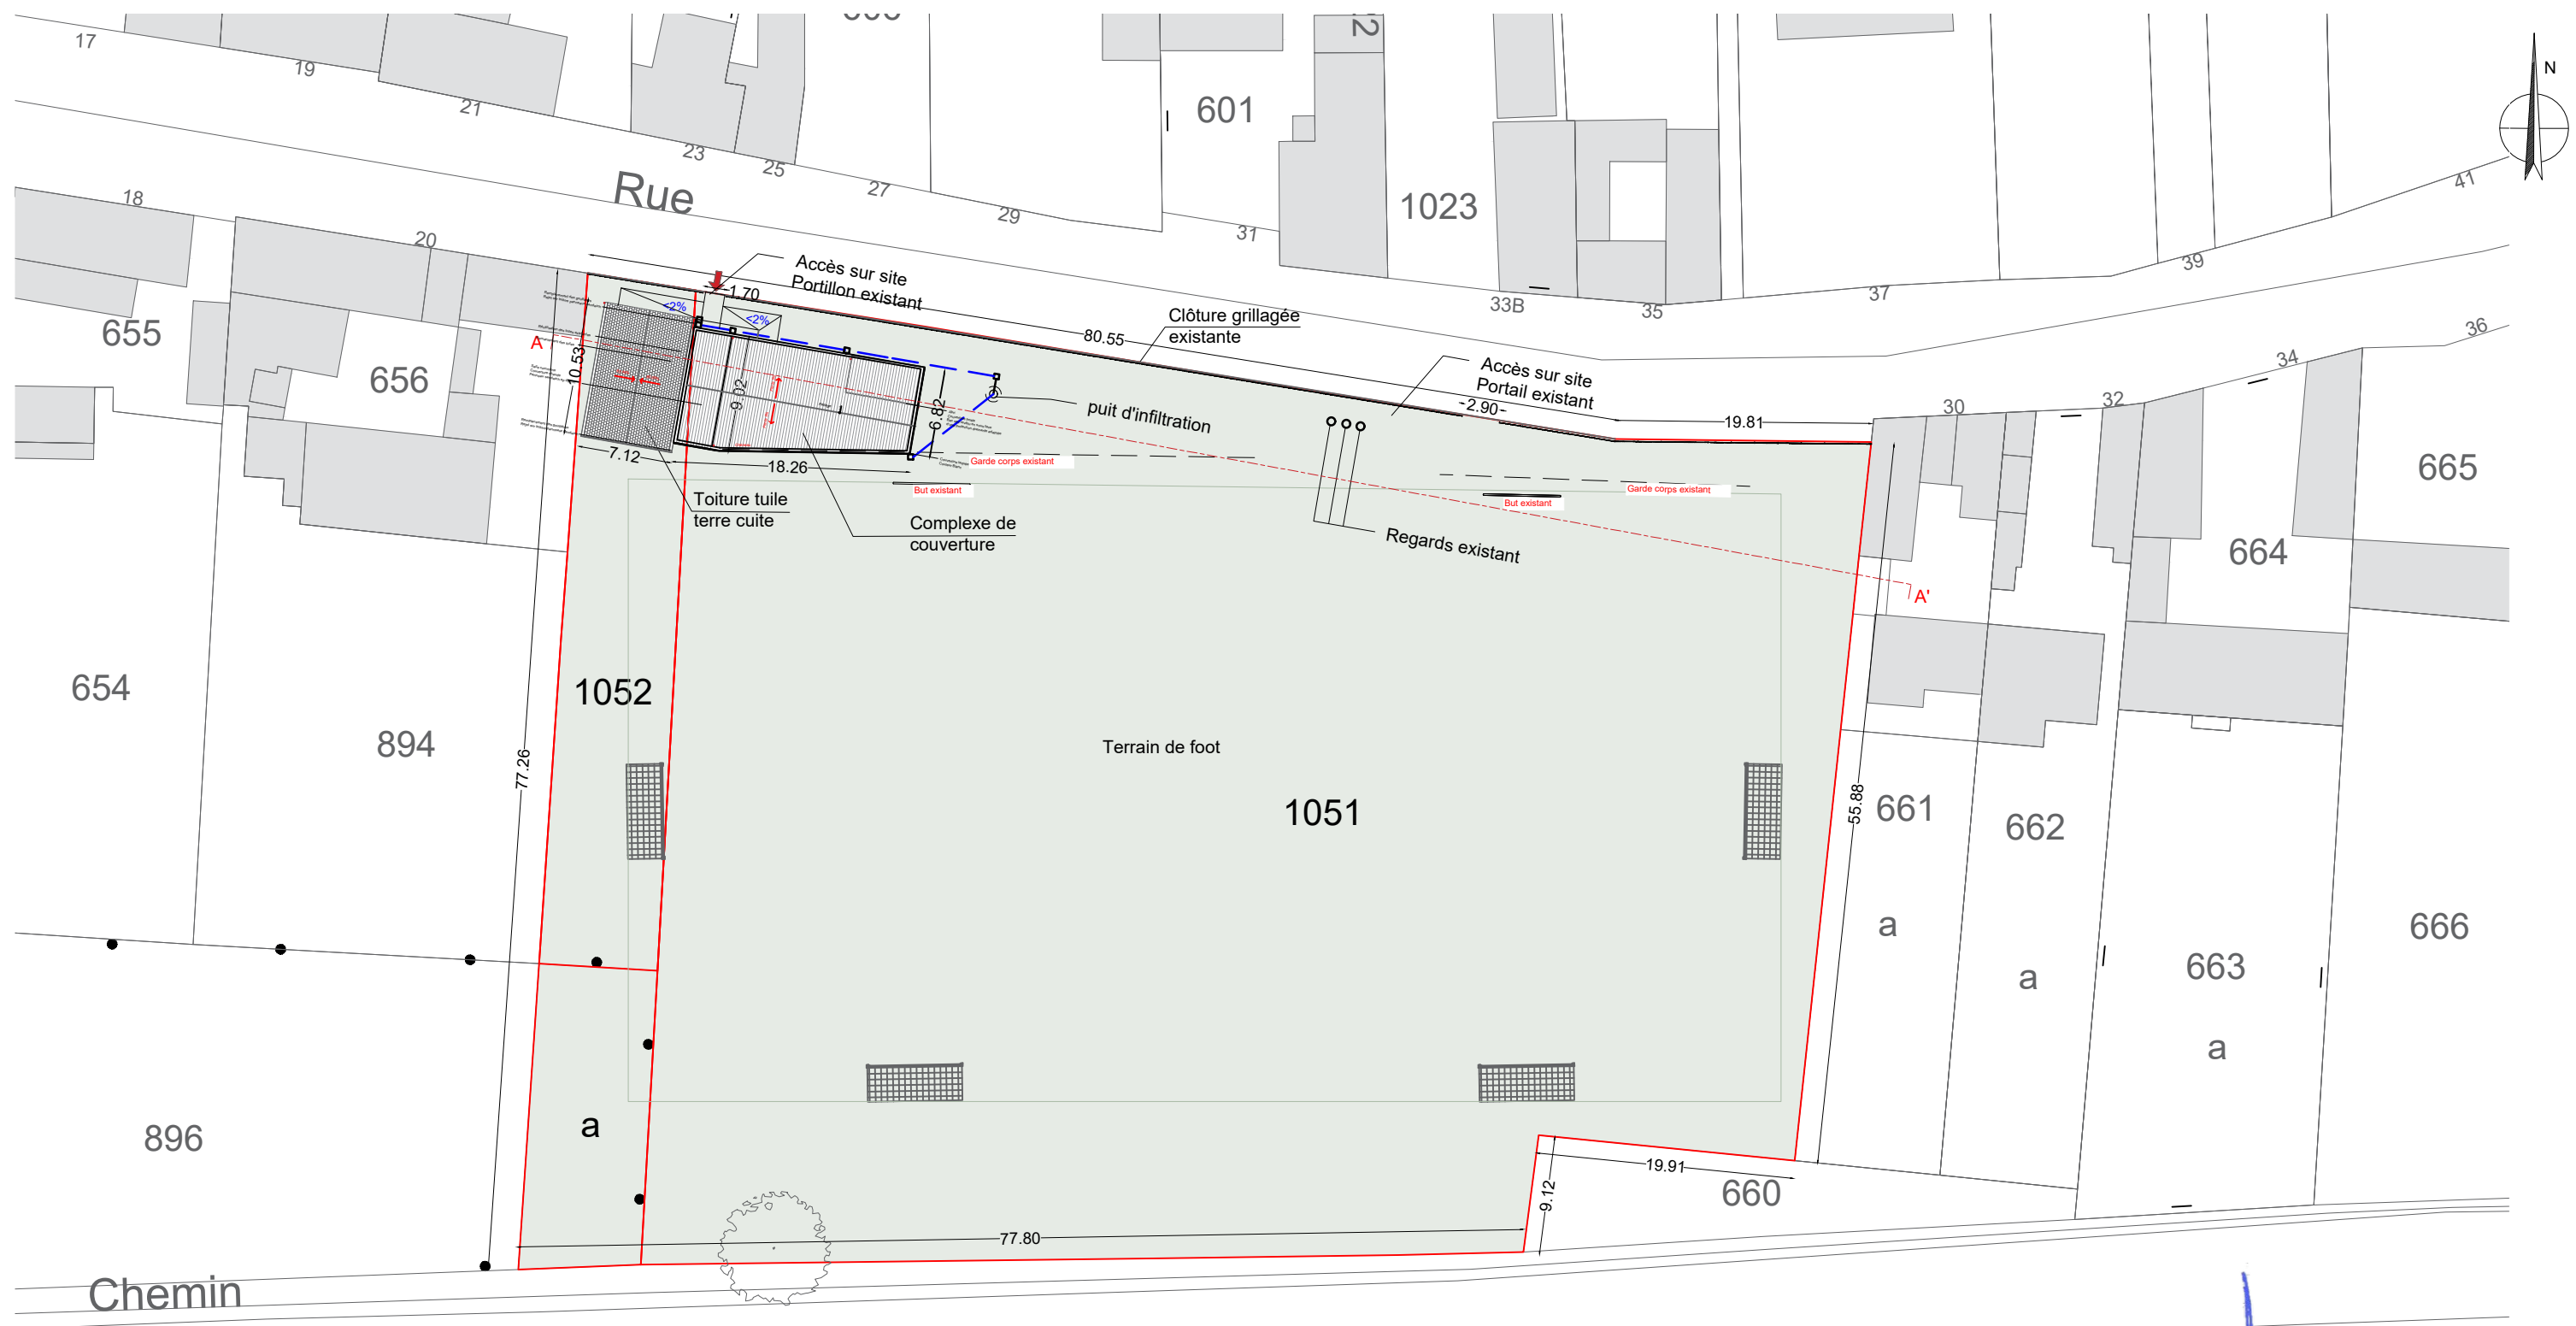 17
19
21
23
25
27
29
31
601
1023
33B
35
37
39
41
N
18
20
Rue
655
656
Accès sur site
Portillon existant
1.70
<2%
<2%
80.55
Clôture grillagée
existante
Accès sur site
Portail existant
2.90
19.81
30
32
34
36
665
664
A
10.53
9.02
6.82
puit d'infiltration
7.12
18.26
Garde corps existant
But existant
Garde corps existant
But existant
Toiture tuile
terre cuite
Complexe de
couverture
Regards existant
A'
654
894
1052
77.26
Terrain de foot
1051
55.88
661
662
a
a
663
a
666
896
a
77.80
9.12
19.91
660
Chemin